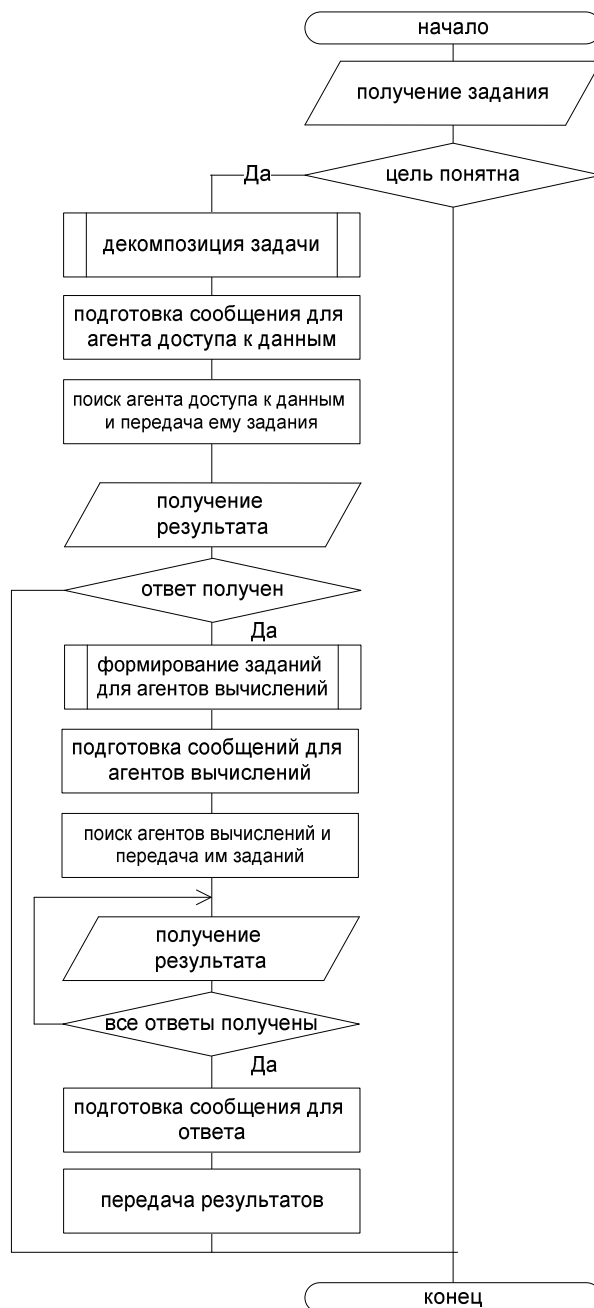 начало
получение задания
цель понятна
Да
декомпозиция задачи
подготовка сообщения для
агента доступа к данным
поиск агента доступа к данным
и передача ему задания
получение
результата
ответ получен
Да
формирование заданий
для агентов вычислений
подготовка сообщений для
агентов вычислений
поиск агентов вычислений и
передача им заданий
получение
результата
все ответы получены
Да
подготовка сообщения для
ответа
передача результатов
конец